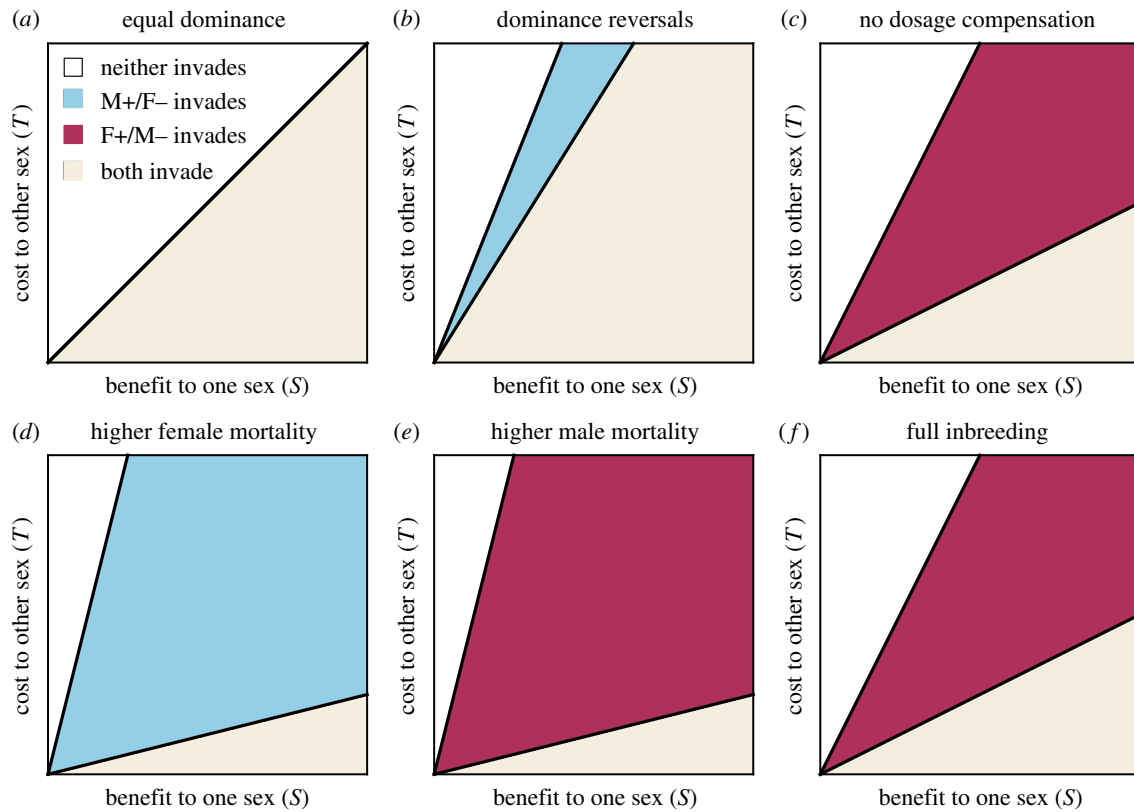 (a) equal dominance
neither invades
M+/F– invades
F+/M– invades
both invade
cost to other sex (T)
benefit to one sex (S)
(b) dominance reversals
cost to other sex (T)
benefit to one sex (S)
(c) no dosage compensation
cost to other sex (T)
benefit to one sex (S)
(d) higher female mortality
cost to other sex (T)
benefit to one sex (S)
(e) higher male mortality
cost to other sex (T)
benefit to one sex (S)
(f) full inbreeding
cost to other sex (T)
benefit to one sex (S)